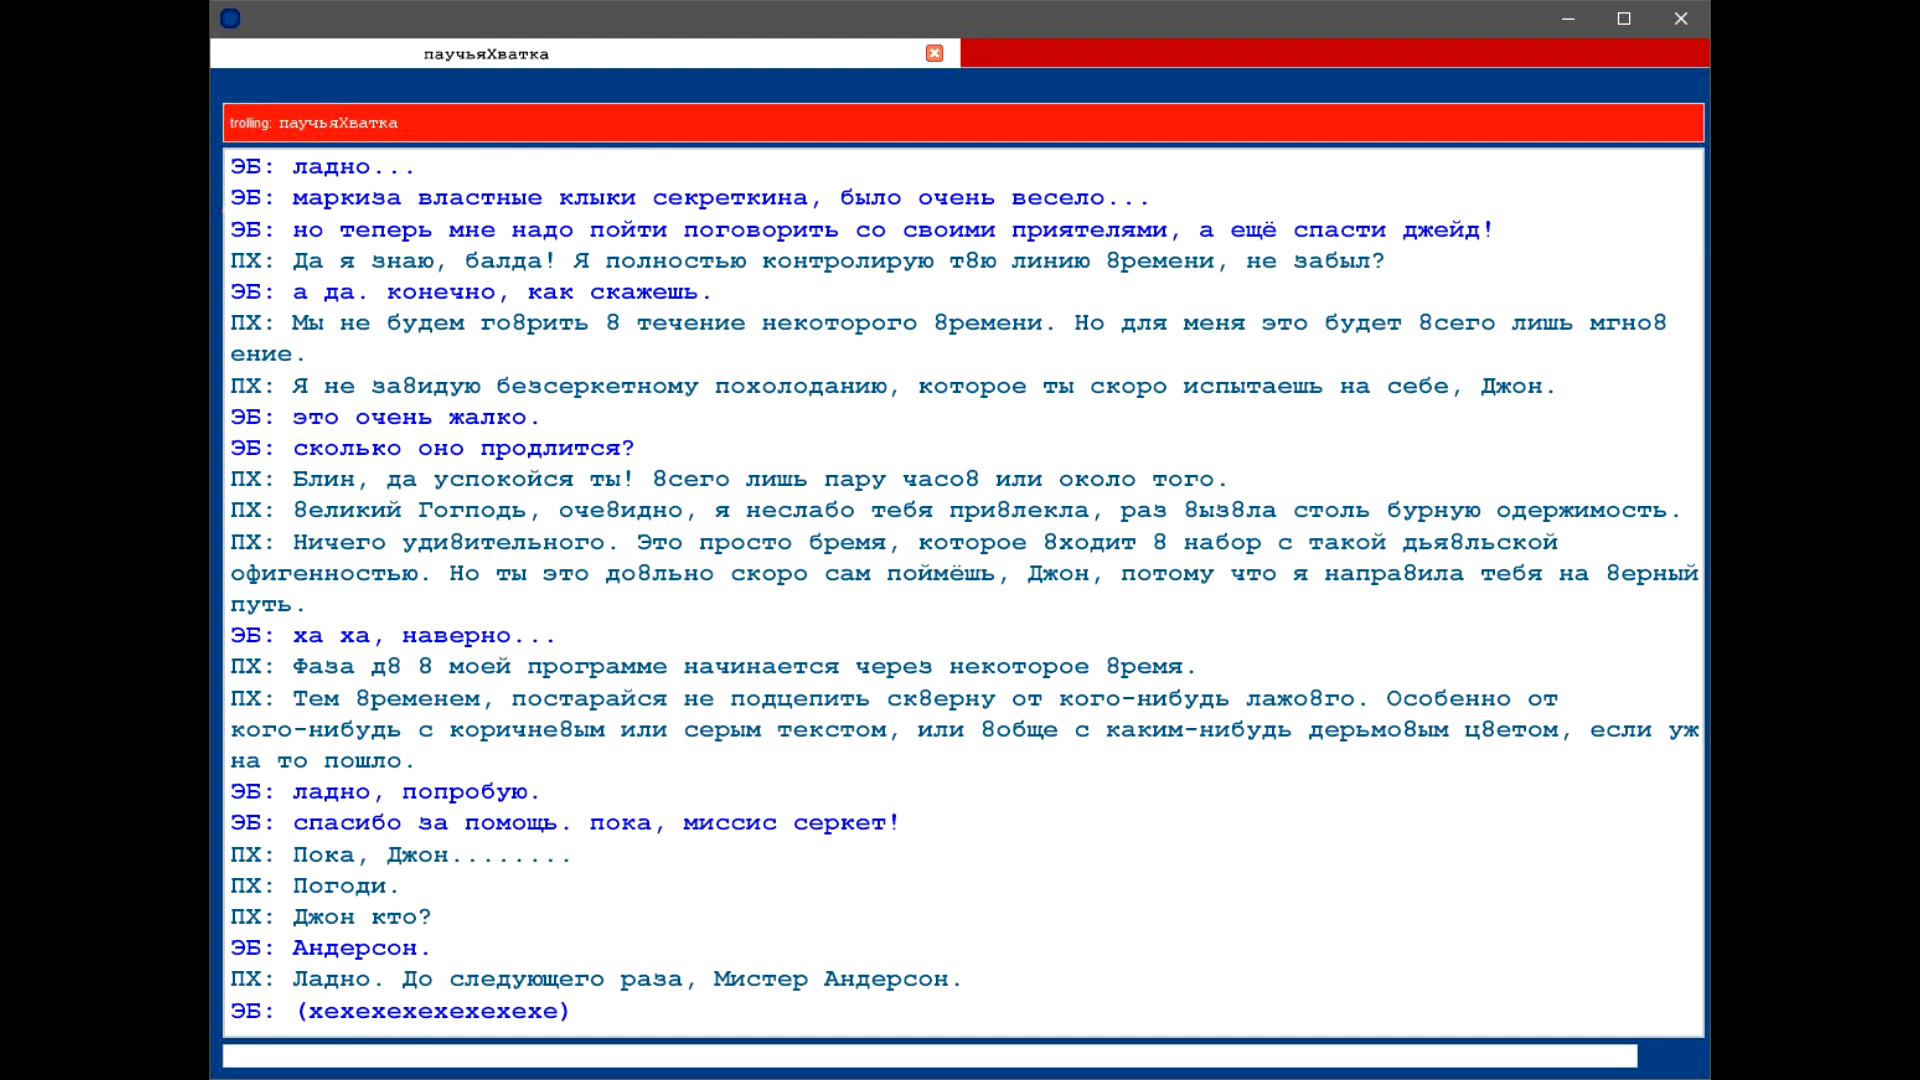 паучьяХватка
trolling: паучьяХватка
ЭБ: ладно...
ЭБ: маркиза властные клыки секреткина, было очень весело...
ЭБ: но теперь мне надо пойти поговорить со своими приятелями, а ещё спасти джейд!
ПХ: Да я знаю, балда! Я полностью контролирую т8ю линию 8ремени, не забыл?
ЭБ: а да. конечно, как скажешь.
ПХ: Мы не будем го8рить 8 течение некоторого 8ремени. Но для меня это будет 8сего лишь мгно8
ение.
ПХ: Я не за8идую безсеркетному похолоданию, которое ты скоро испытаешь на себе, Джон.
ЭБ: это очень жалко.
ЭБ: сколько оно продлится?
ПХ: Блин, да успокойся ты! 8сего лишь пару часо8 или около того.
ПХ: 8еликий Гогподь, оче8идно, я неслабо тебя при8лекла, раз 8ыз8ла столь бурную одержимость.
ПХ: Ничего уди8ительного. Это просто бремя, которое 8ходит 8 набор с такой дья8льской
офигенностью. Но ты это до8льно скоро сам поймёшь, Джон, потому что я напра8ила тебя на 8ерный
путь.
ЭБ: ха ха, наверно...
ПХ: Фаза д8 8 моей программе начинается через некоторое 8ремя.
ПХ: Тем 8ременем, постарайся не подцепить ск8ерну от кого-нибудь лажо8го. Особенно от
кого-нибудь с коричне8ым или серым текстом, или 8обще с каким-нибудь дерьмо8ым ц8етом, если уж
на то пошло.
ЭБ: ладно, попробую.
ЭБ: спасибо за помощь. пока, миссис серкет!
ПХ: Пока, Джон........
ПХ: Погоди.
ПХ: Джон кто?
ЭБ: Андерсон.
ПХ: Ладно. До следующего раза, Мистер Андерсон.
ЭБ: (хехехехехехехехе)